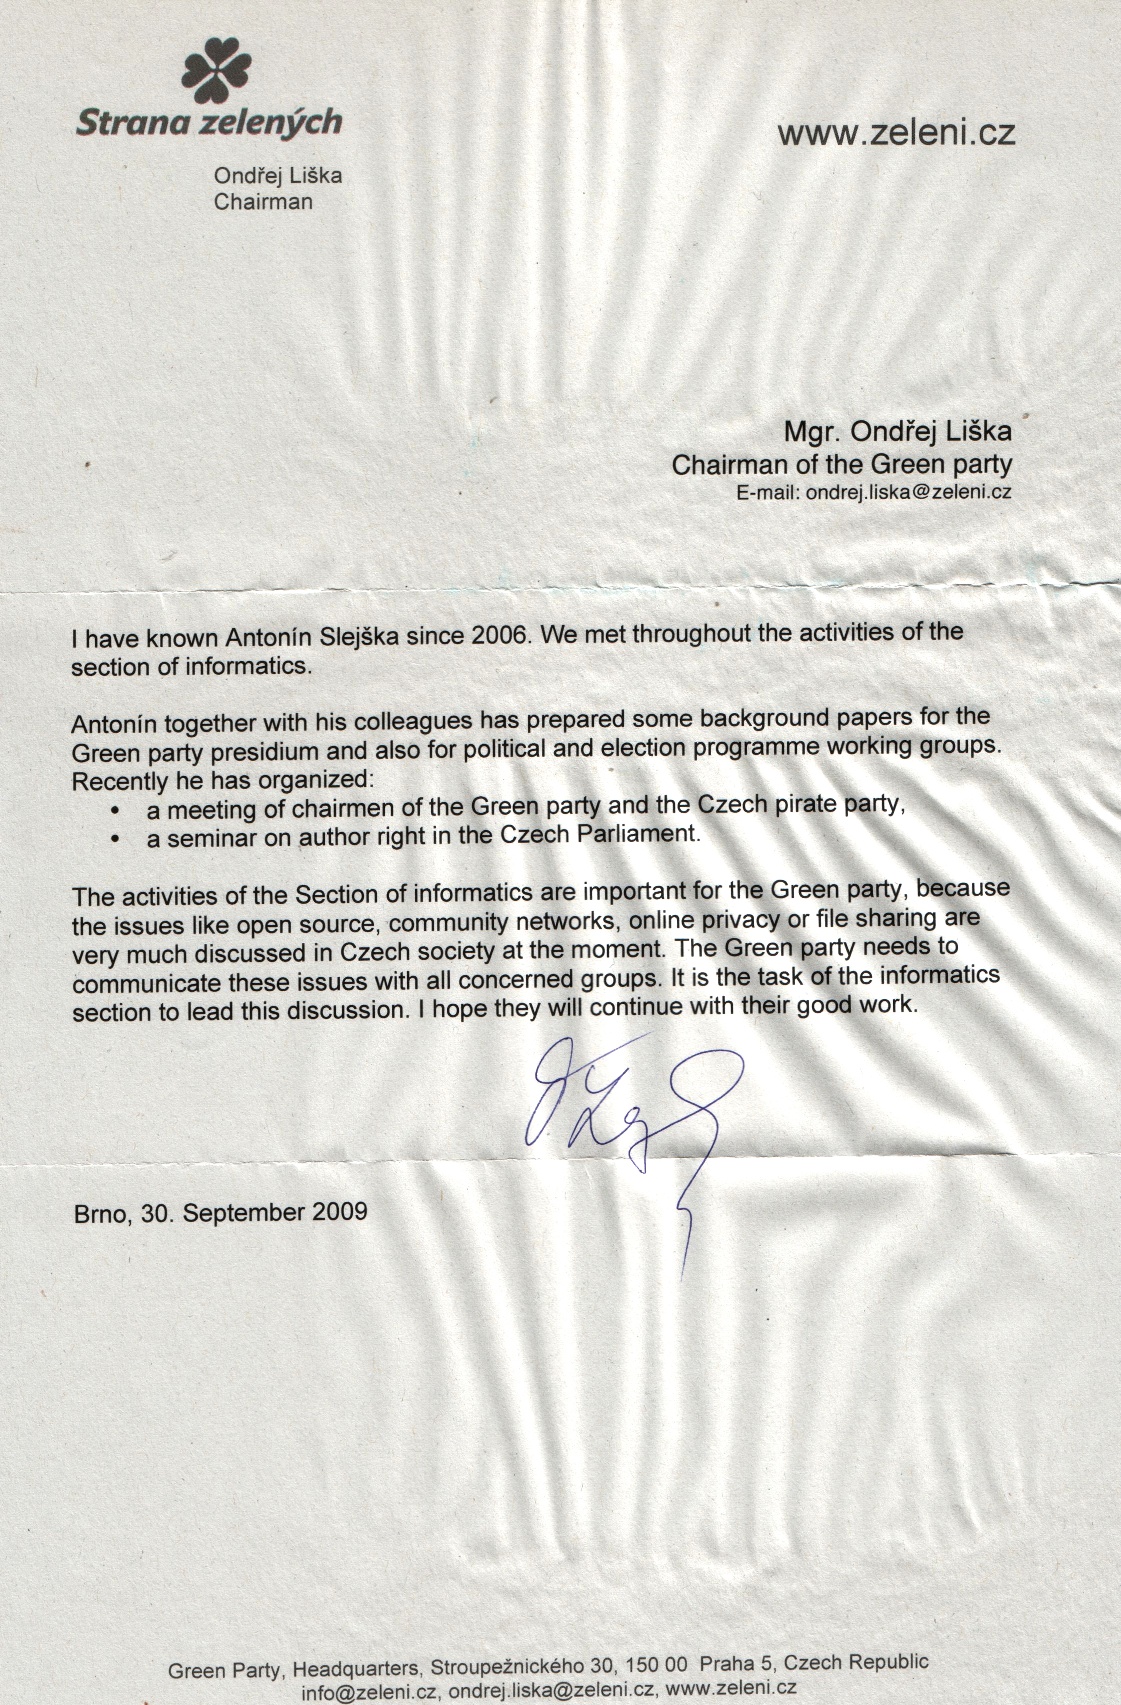 Strana zelených
www.zeleni.cz
Ondřej Liška
Chairman
Mgr. Ondřej Liška
Chairman of the Green party
E-mail: ondrej.liska@zeleni.cz
I have known Antonín Slejška since 2006. We met throughout the activities of the
section of informatics.
Antonín together with his colleagues has prepared some background papers for the
Green party presidium and also for political and election programme working groups.
Recently he has organized:
• a meeting of chairmen of the Green party and the Czech pirate party,
• a seminar on author right in the Czech Parliament.
The activities of the Section of informatics are important for the Green party, because
the issues like open source, community networks, online privacy or file sharing are
very much discussed in Czech society at the moment. The Green party needs to
communicate these issues with all concerned groups. It is the task of the informatics
section to lead this discussion. I hope they will continue with their good work.
Brno, 30. September 2009
Green Party, Headquarters, Stroupežnického 30, 150 00 Praha 5, Czech Republic
info@zeleni.cz, ondrej.liska@zeleni.cz, www.zeleni.cz